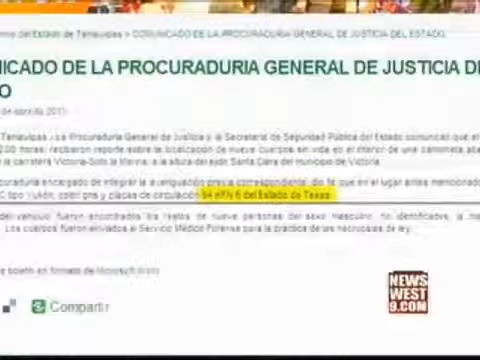 del Estado de Tamaulipas > COMUNICADO DE LA PROCURADURIA GENERAL DE JUSTICIA DEL ESTADO
NICADO DE LA PROCURADURIA GENERAL DE JUSTICIA DE
O
de abril de 2011
Tamaulipas.- La Procuraduría General de Justicia y la Secretaría de Seguridad Pública del Estado comunican que el
2:00 horas, recibieron reporte sobre la localización de nueve cuerpos sin vida en el interior de una camioneta
la carretera Victoria-Soto la Marina, a la altura del ejido Santa Clara del municipio de Victoria.
curaduría encargado de integrar la averiguación previa correspondiente, dio fe que en el lugar antes mencionado
C tipo Yukón, color gris y placas de circulación 94 HTN 6 del Estado de Texas.
del vehículo fueron encontrados los restos de nueve personas del sexo masculino, no identificados, la
Los cuerpos fueron enviados al Servicio Médico Forense para la práctica de las necropsias de ley.
boletín en formato de Microsoft Word
Compartir
NEWS
WEST
9.COM